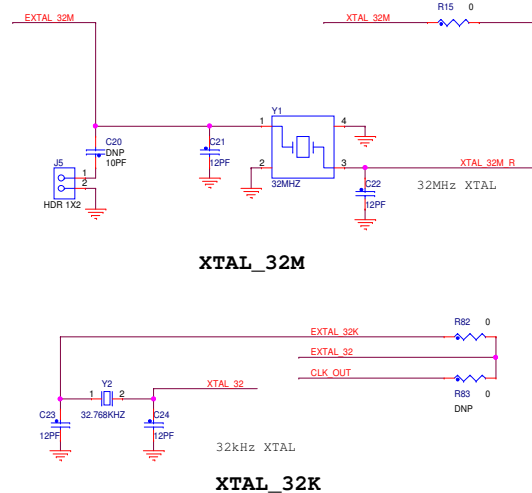 R15 0
EXTAL_32M
XTAL_32M
Y1
1 4
C20
DNP
10PF
C21
12PF
J5
1
2
HDR 1X2
2 3
32MHZ
XTAL_32M_R
C22
12PF
32MHz XTAL
XTAL_32M
R82 0
EXTAL_32K
EXTAL_32
CLK_OUT
R83 0
DNP
Y2
1 2
32.768KHZ
XTAL_32
C23
12PF
C24
12PF
32kHz XTAL
XTAL_32K